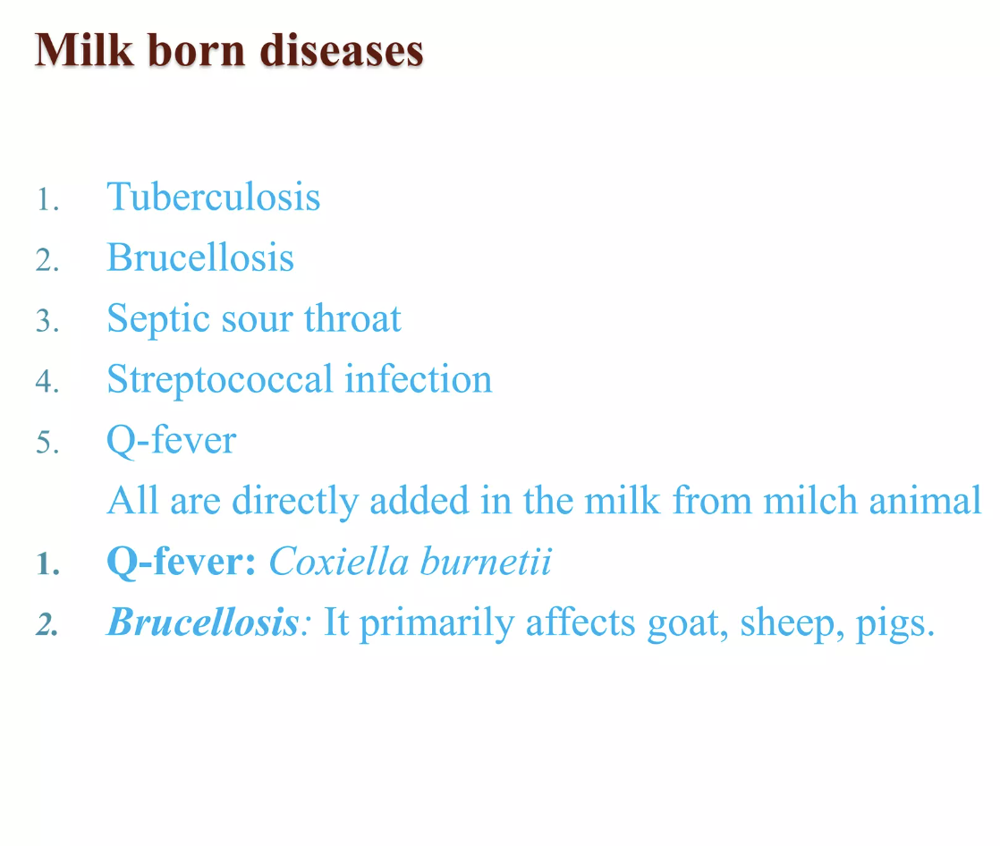 Milk born diseases
1. Tuberculosis
2. Brucellosis
3. Septic sour throat
4. Streptococcal infection
5. Q-fever
All are directly added in the milk from milch animal
1. Q-fever: Coxiella burnetii
2. Brucellosis: It primarily affects goat, sheep, pigs.